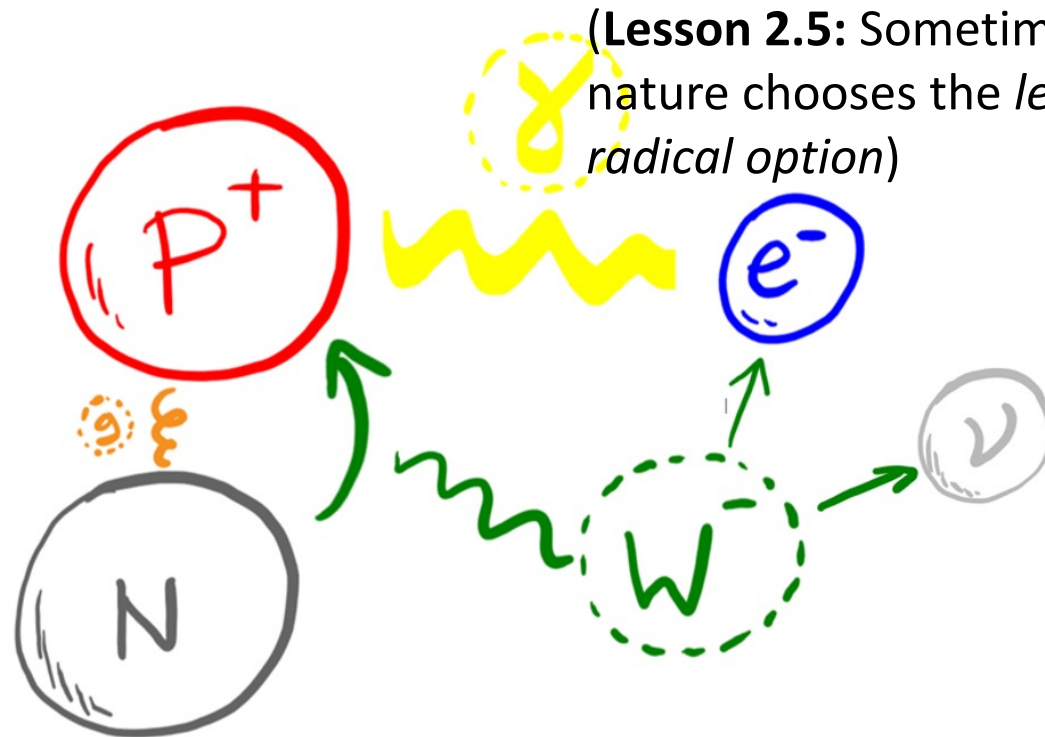 (Lesson 2.5: Sometim
nature chooses the le
radical option)
γ
P+
e-
g
ν
W-
N